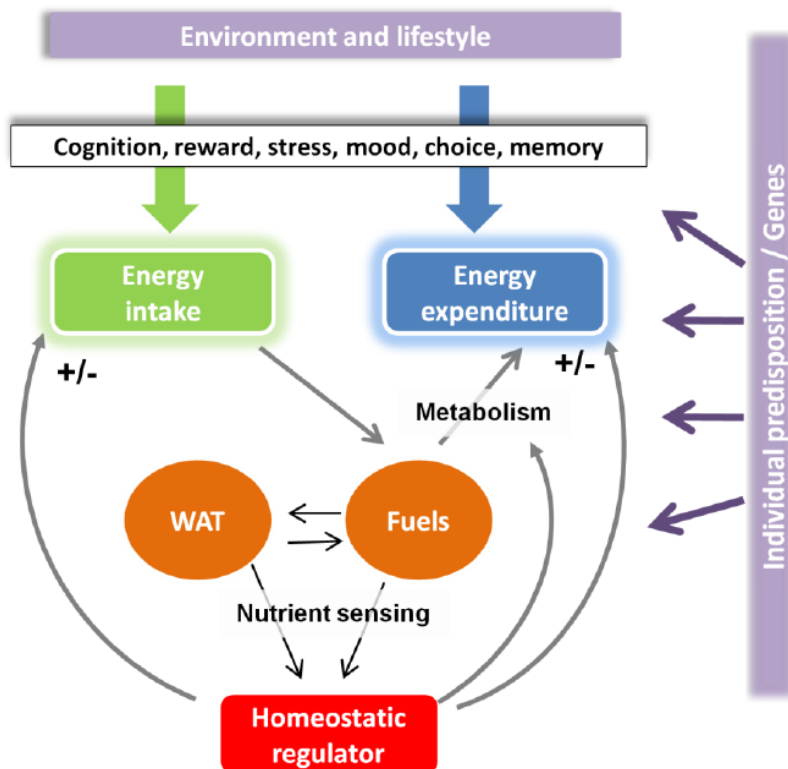 Environment and lifestyle
Cognition, reward, stress, mood, choice, memory
Energy
intake
Energy
expenditure
+/-
+/-
Metabolism
WAT
Fuels
Nutrient sensing
Homeostatic
regulator
Individual predisposition / Genes